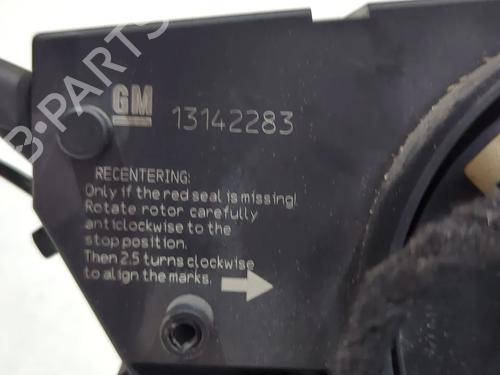 B-PARTS
GM
13142283
RECENTERING:
Only if the red seal is missing!
Rotate rotor carefully
anticlockwise to the
stop position.
Then 2.5 turns clockwise
to align the marks.